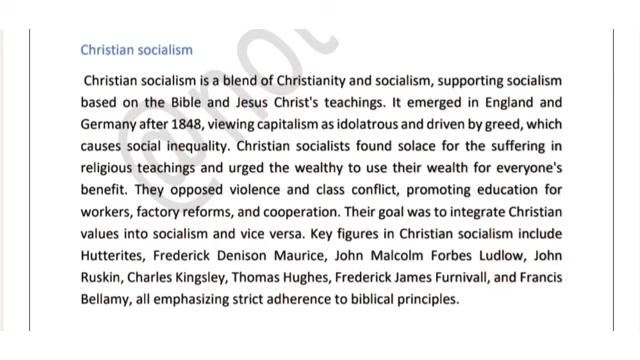 Christian socialism
Christian socialism is a blend of Christianity and socialism, supporting socialism
based on the Bible and Jesus Christ's teachings. It emerged in England and
Germany after 1848, viewing capitalism as idolatrous and driven by greed, which
causes social inequality. Christian socialists found solace for the suffering in
religious teachings and urged the wealthy to use their wealth for everyone's
benefit. They opposed violence and class conflict, promoting education for
workers, factory reforms, and cooperation. Their goal was to integrate Christian
values into socialism and vice versa. Key figures in Christian socialism include
Hutterites, Frederick Denison Maurice, John Malcolm Forbes Ludlow, John
Ruskin, Charles Kingsley, Thomas Hughes, Frederick James Furnivall, and Francis
Bellamy, all emphasizing strict adherence to biblical principles.
@not